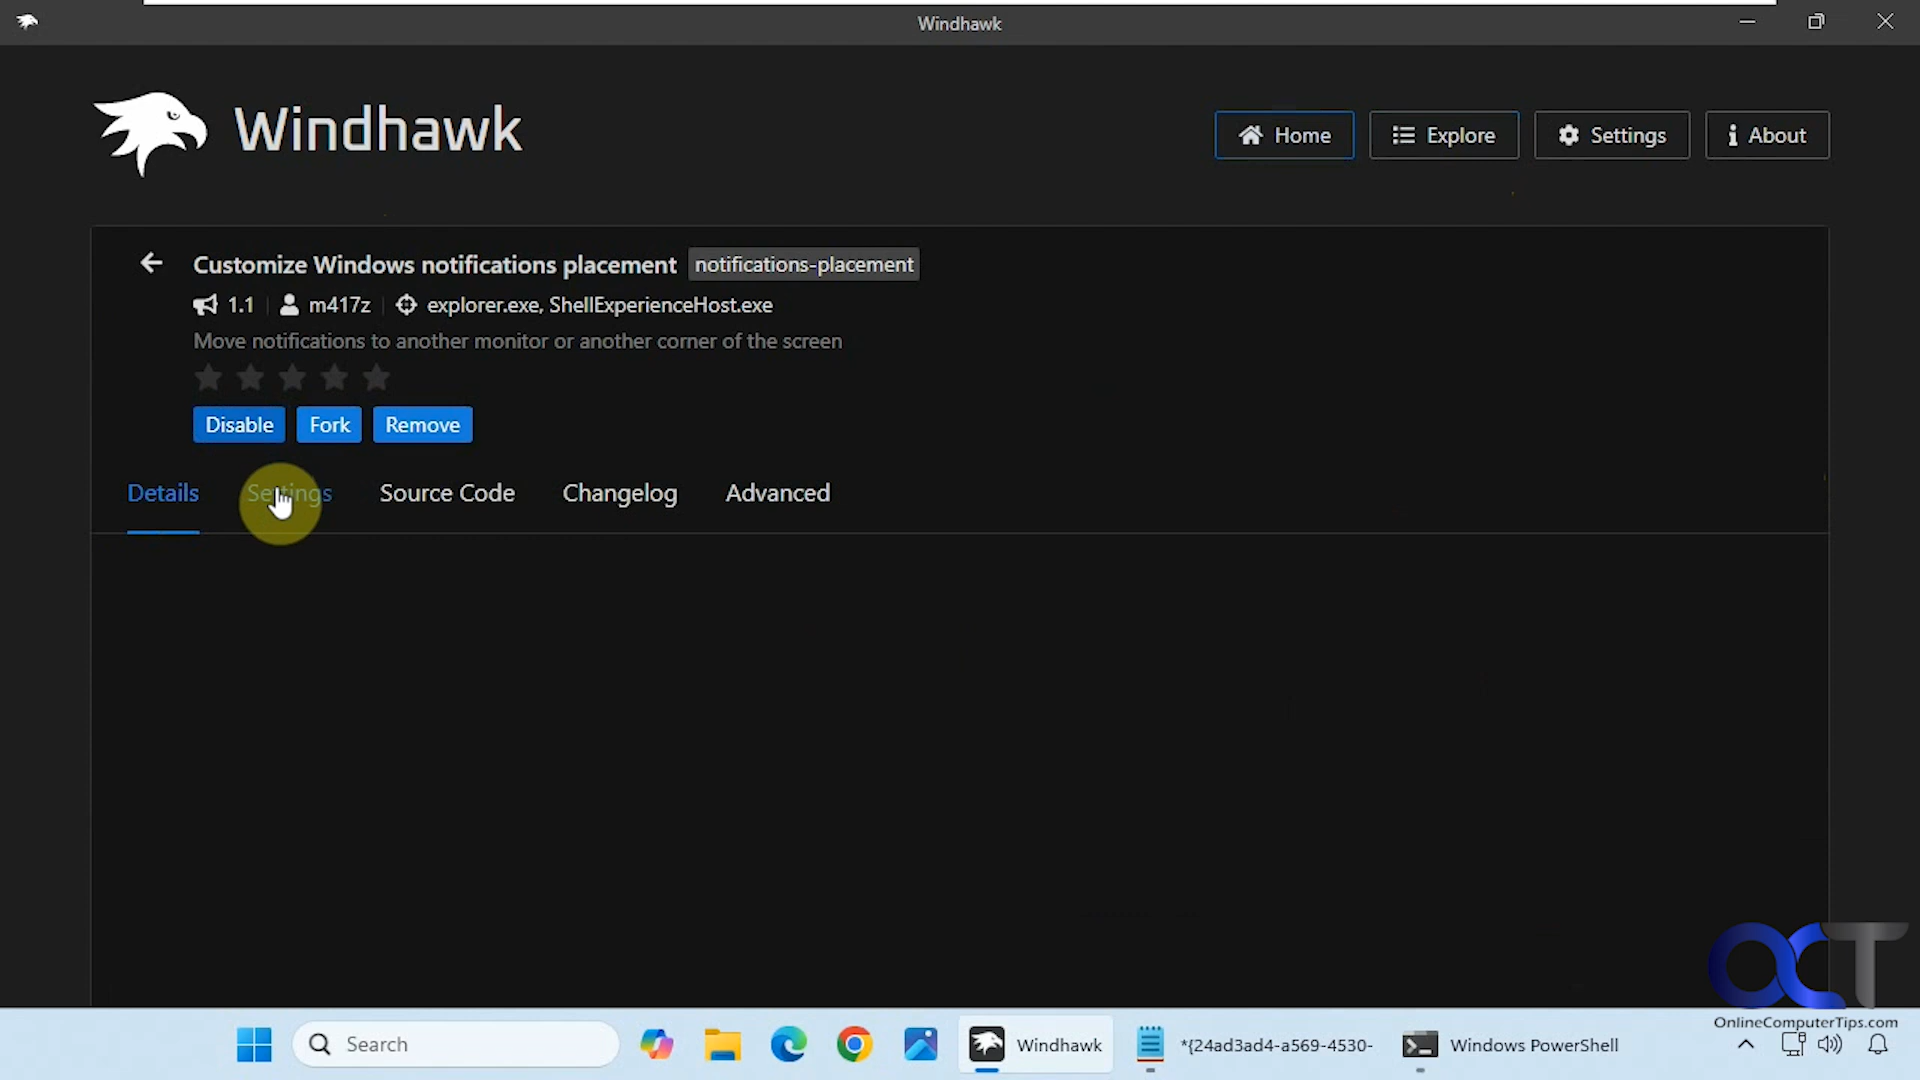 Windhawk
Windhawk
Home
Explore
Settings
About
Customize Windows notifications placement notifications-placement
1.1 m417z explorer.exe, ShellExperienceHost.exe
Move notifications to another monitor or another corner of the screen
Disable Fork Remove
Details Settings Source Code Changelog Advanced
OCT
OnlineComputerTips.com
Search Windhawk *{24ad3ad4-a569-4530- Windows PowerShell